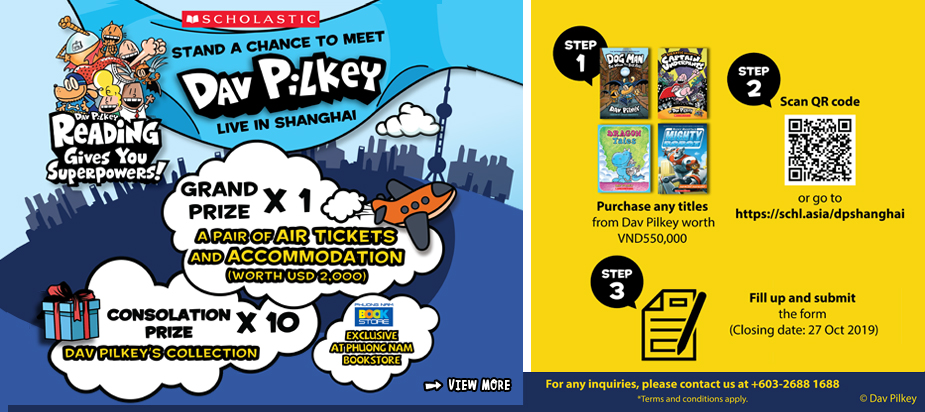 SCHOLASTIC
STAND A CHANCE TO MEET
DAV PiLKEY
LIVE IN SHANGHAI
Dav Pilkey
READING
Gives You
SuperPowers!
GRAND
PRIZE X 1
A PAIR OF AIR TICKETS
AND ACCOMMODATION
(WORTH USD 2,000)
CONSOLATION
PRIZE X 10
DAV PILKEY'S COLLECTION
PHUONG NAM
BOOK
STORE
EXCLUSIVE
AT PHUONG NAM
BOOKSTORE
VIEW MORE
STEP
1
DOG MAN
DAV PILKEY
CAPTAIN
UNDERPANTS
DRAGON
Tales
MIGHTY
ROBOT
Purchase any titles
from Dav Pilkey worth
VND550,000
STEP
2
Scan QR code
or go to
https://schl.asia/dpshanghai
STEP
3
Fill up and submit
the form
(Closing date: 27 Oct 2019)
For any inquiries, please contact us at +603-2688 1688
*Terms and conditions apply.
© Dav Pilkey